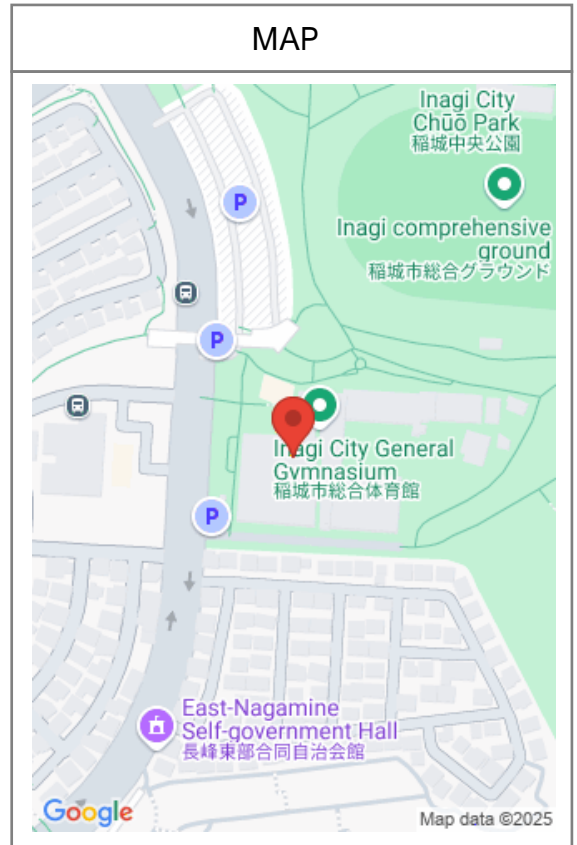 MAP
Inagi City
Chūō Park
稲城中央公園
Inagi comprehensive
ground
稲城市総合グラウンド
P
P
Inagi City General
Gymnasium
稲城市総合体育館
P
East-Nagamine
Self-government Hall
長峰東部合同自治会館
Google
Map data ©2025